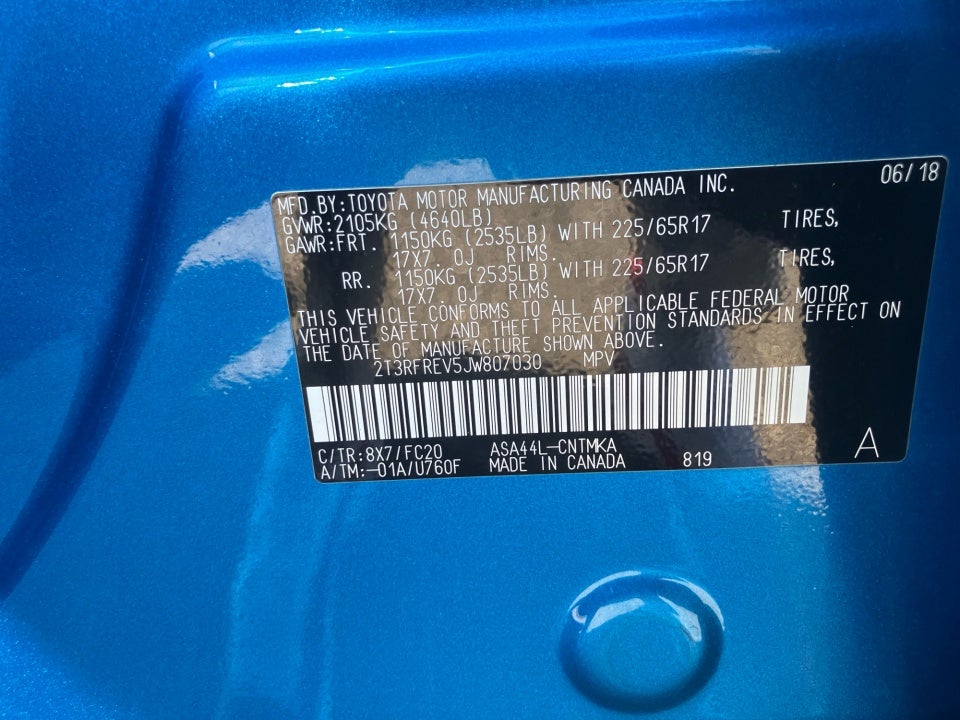 06/18
MFD.BY:TOYOTA MOTOR MANUFACTURING CANADA INC.
GVWR:2105KG (4640LB)
GAWR:FRT. 1150KG (2535LB) WITH 225/65R17 TIRES,
17X7.0J RIMS.
RR. 1150KG (2535LB) WITH 225/65R17 TIRES,
17X7.0J RIMS.
THIS VEHICLE CONFORMS TO ALL APPLICABLE FEDERAL MOTOR
VEHICLE SAFETY AND THEFT PREVENTION STANDARDS IN EFFECT ON
THE DATE OF MANUFACTURE SHOWN ABOVE.
2T3RFREV5JW807030 MPV
C/TR:8X7/FC20 ASA44L-CNTMKA
A/TM:-01A/U760F MADE IN CANADA 819 A